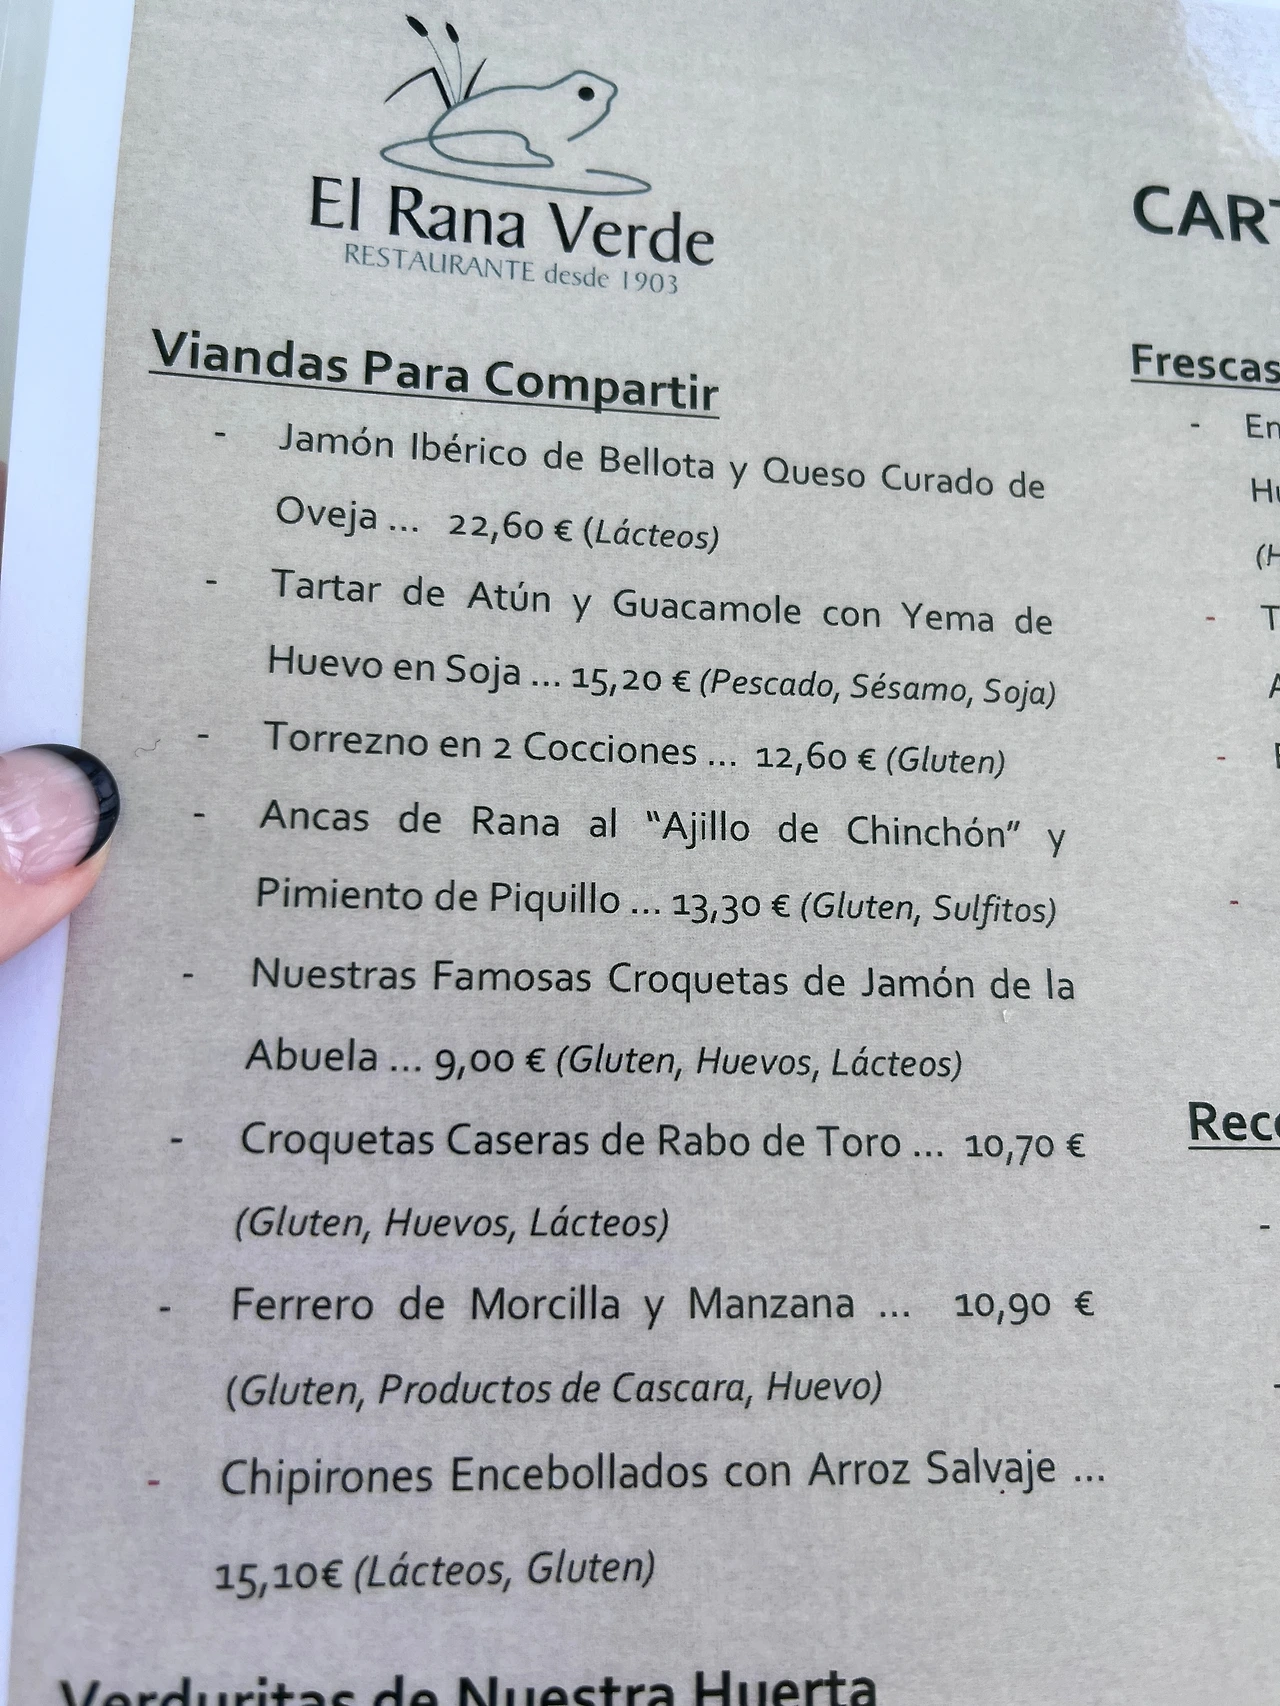 El Rana Verde
RESTAURANTE desde 1903
Viandas Para Compartir
- Jamón Ibérico de Bellota y Queso Curado de
Oveja ... 22,60 € (Lácteos)
- Tartar de Atún y Guacamole con Yema de
Huevo en Soja ... 15,20 € (Pescado, Sésamo, Soja)
- Torrezno en 2 Cocciones ... 12,60 € (Gluten)
- Ancas de Rana al “Ajillo de Chinchón” y
Pimiento de Piquillo ... 13,30 € (Gluten, Sulfitos)
- Nuestras Famosas Croquetas de Jamón de la
Abuela ... 9,00 € (Gluten, Huevos, Lácteos)
- Croquetas Caseras de Rabo de Toro ... 10,70 €
(Gluten, Huevos, Lácteos)
- Ferrero de Morcilla y Manzana ... 10,90 €
(Gluten, Productos de Cascara, Huevo)
- Chipirones Encebollados con Arroz Salvaje ...
15,10€ (Lácteos, Gluten)
Verduritas de Nuestra Huerta
Frescas